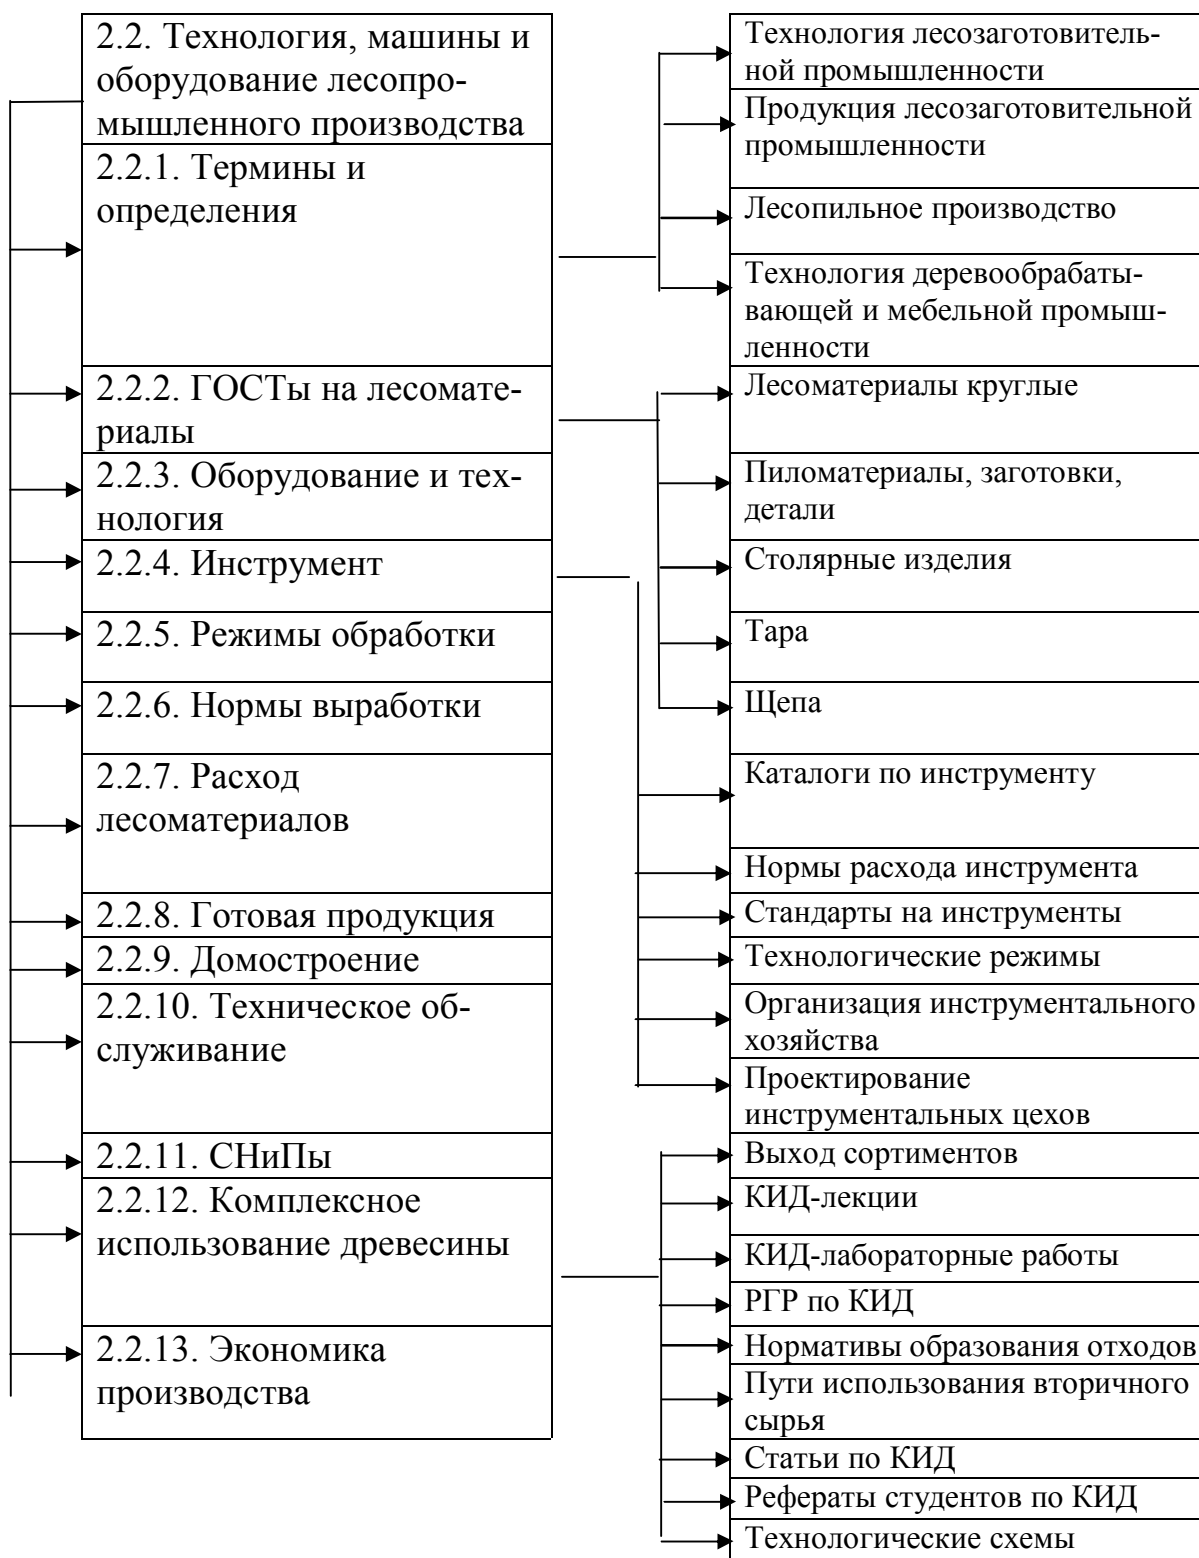 2.2. Технология, машины и
оборудование лесопро-
мышленного производства
2.2.1. Термины и
определения
2.2.2. ГОСТы на лесомате-
риалы
2.2.3. Оборудование и тех-
нология
2.2.4. Инструмент
2.2.5. Режимы обработки
2.2.6. Нормы выработки
2.2.7. Расход
лесоматериалов
2.2.8. Готовая продукция
2.2.9. Домостроение
2.2.10. Техническое об-
служивание
2.2.11. СНиПы
2.2.12. Комплексное
использование древесины
2.2.13. Экономика
производства
Технология лесозаготовитель-
ной промышленности
Продукция лесозаготовительной
промышленности
Лесопильное производство
Технология деревообрабаты-
вающей и мебельной промыш-
ленности
Лесоматериалы круглые
Пиломатериалы, заготовки,
детали
Столярные изделия
Тара
Щепа
Каталоги по инструменту
Нормы расхода инструмента
Стандарты на инструменты
Технологические режимы
Организация инструментального
хозяйства
Проектирование
инструментальных цехов
Выход сортиментов
КИД-лекции
КИД-лабораторные работы
РГР по КИД
Нормативы образования отходов
Пути использования вторичного
сырья
Статьи по КИД
Рефераты студентов по КИД
Технологические схемы